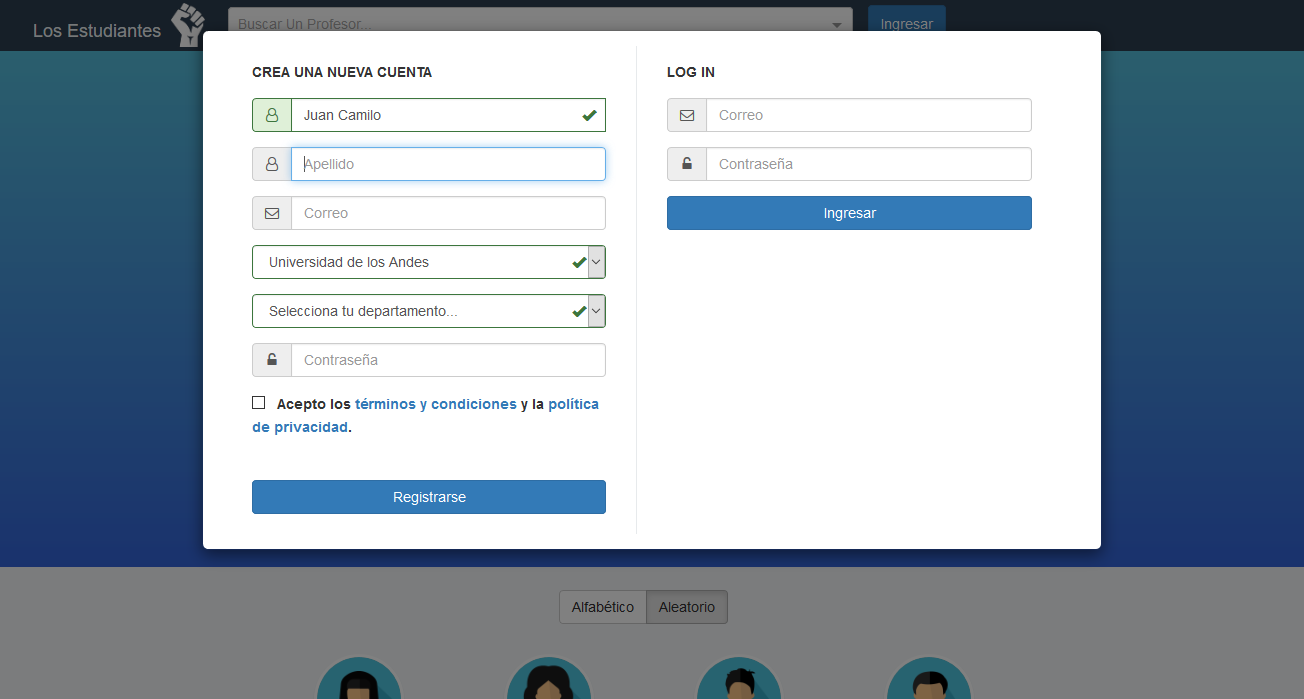 Los Estudiantes
Buscar Un Profesor...
Ingresar
CREA UNA NUEVA CUENTA
Juan Camilo
Apellido
Correo
Universidad de los Andes
Selecciona tu departamento...
Contraseña
Acepto los términos y condiciones y la política
de privacidad.
Registrarse
LOG IN
Correo
Contraseña
Ingresar
Alfabético
Aleatorio